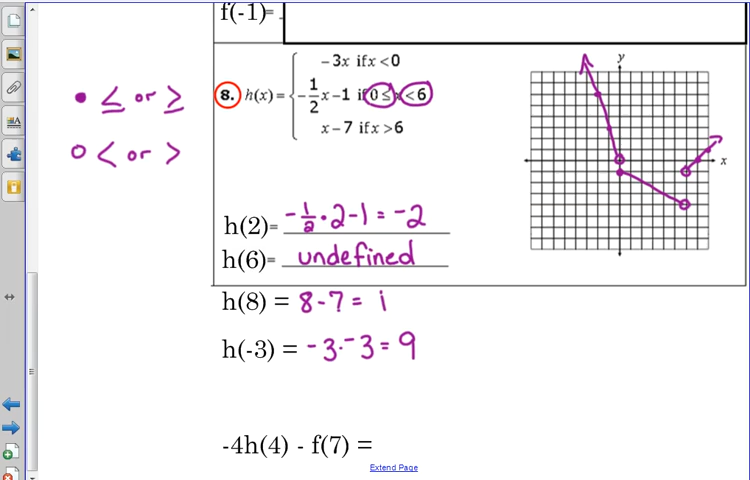 f(-1)=
● ≤ or ≥
○ < or >
8. h(x) = { -3x if x < 0
-1/2 x - 1 if 0 ≤ x < 6
x - 7 if x > 6
y
x
h(2)= -1/2 • 2 - 1 = -2
h(6)= undefined
h(8) = 8 - 7 = 1
h(-3) = -3 · -3 = 9
-4h(4) - f(7) =
Extend Page